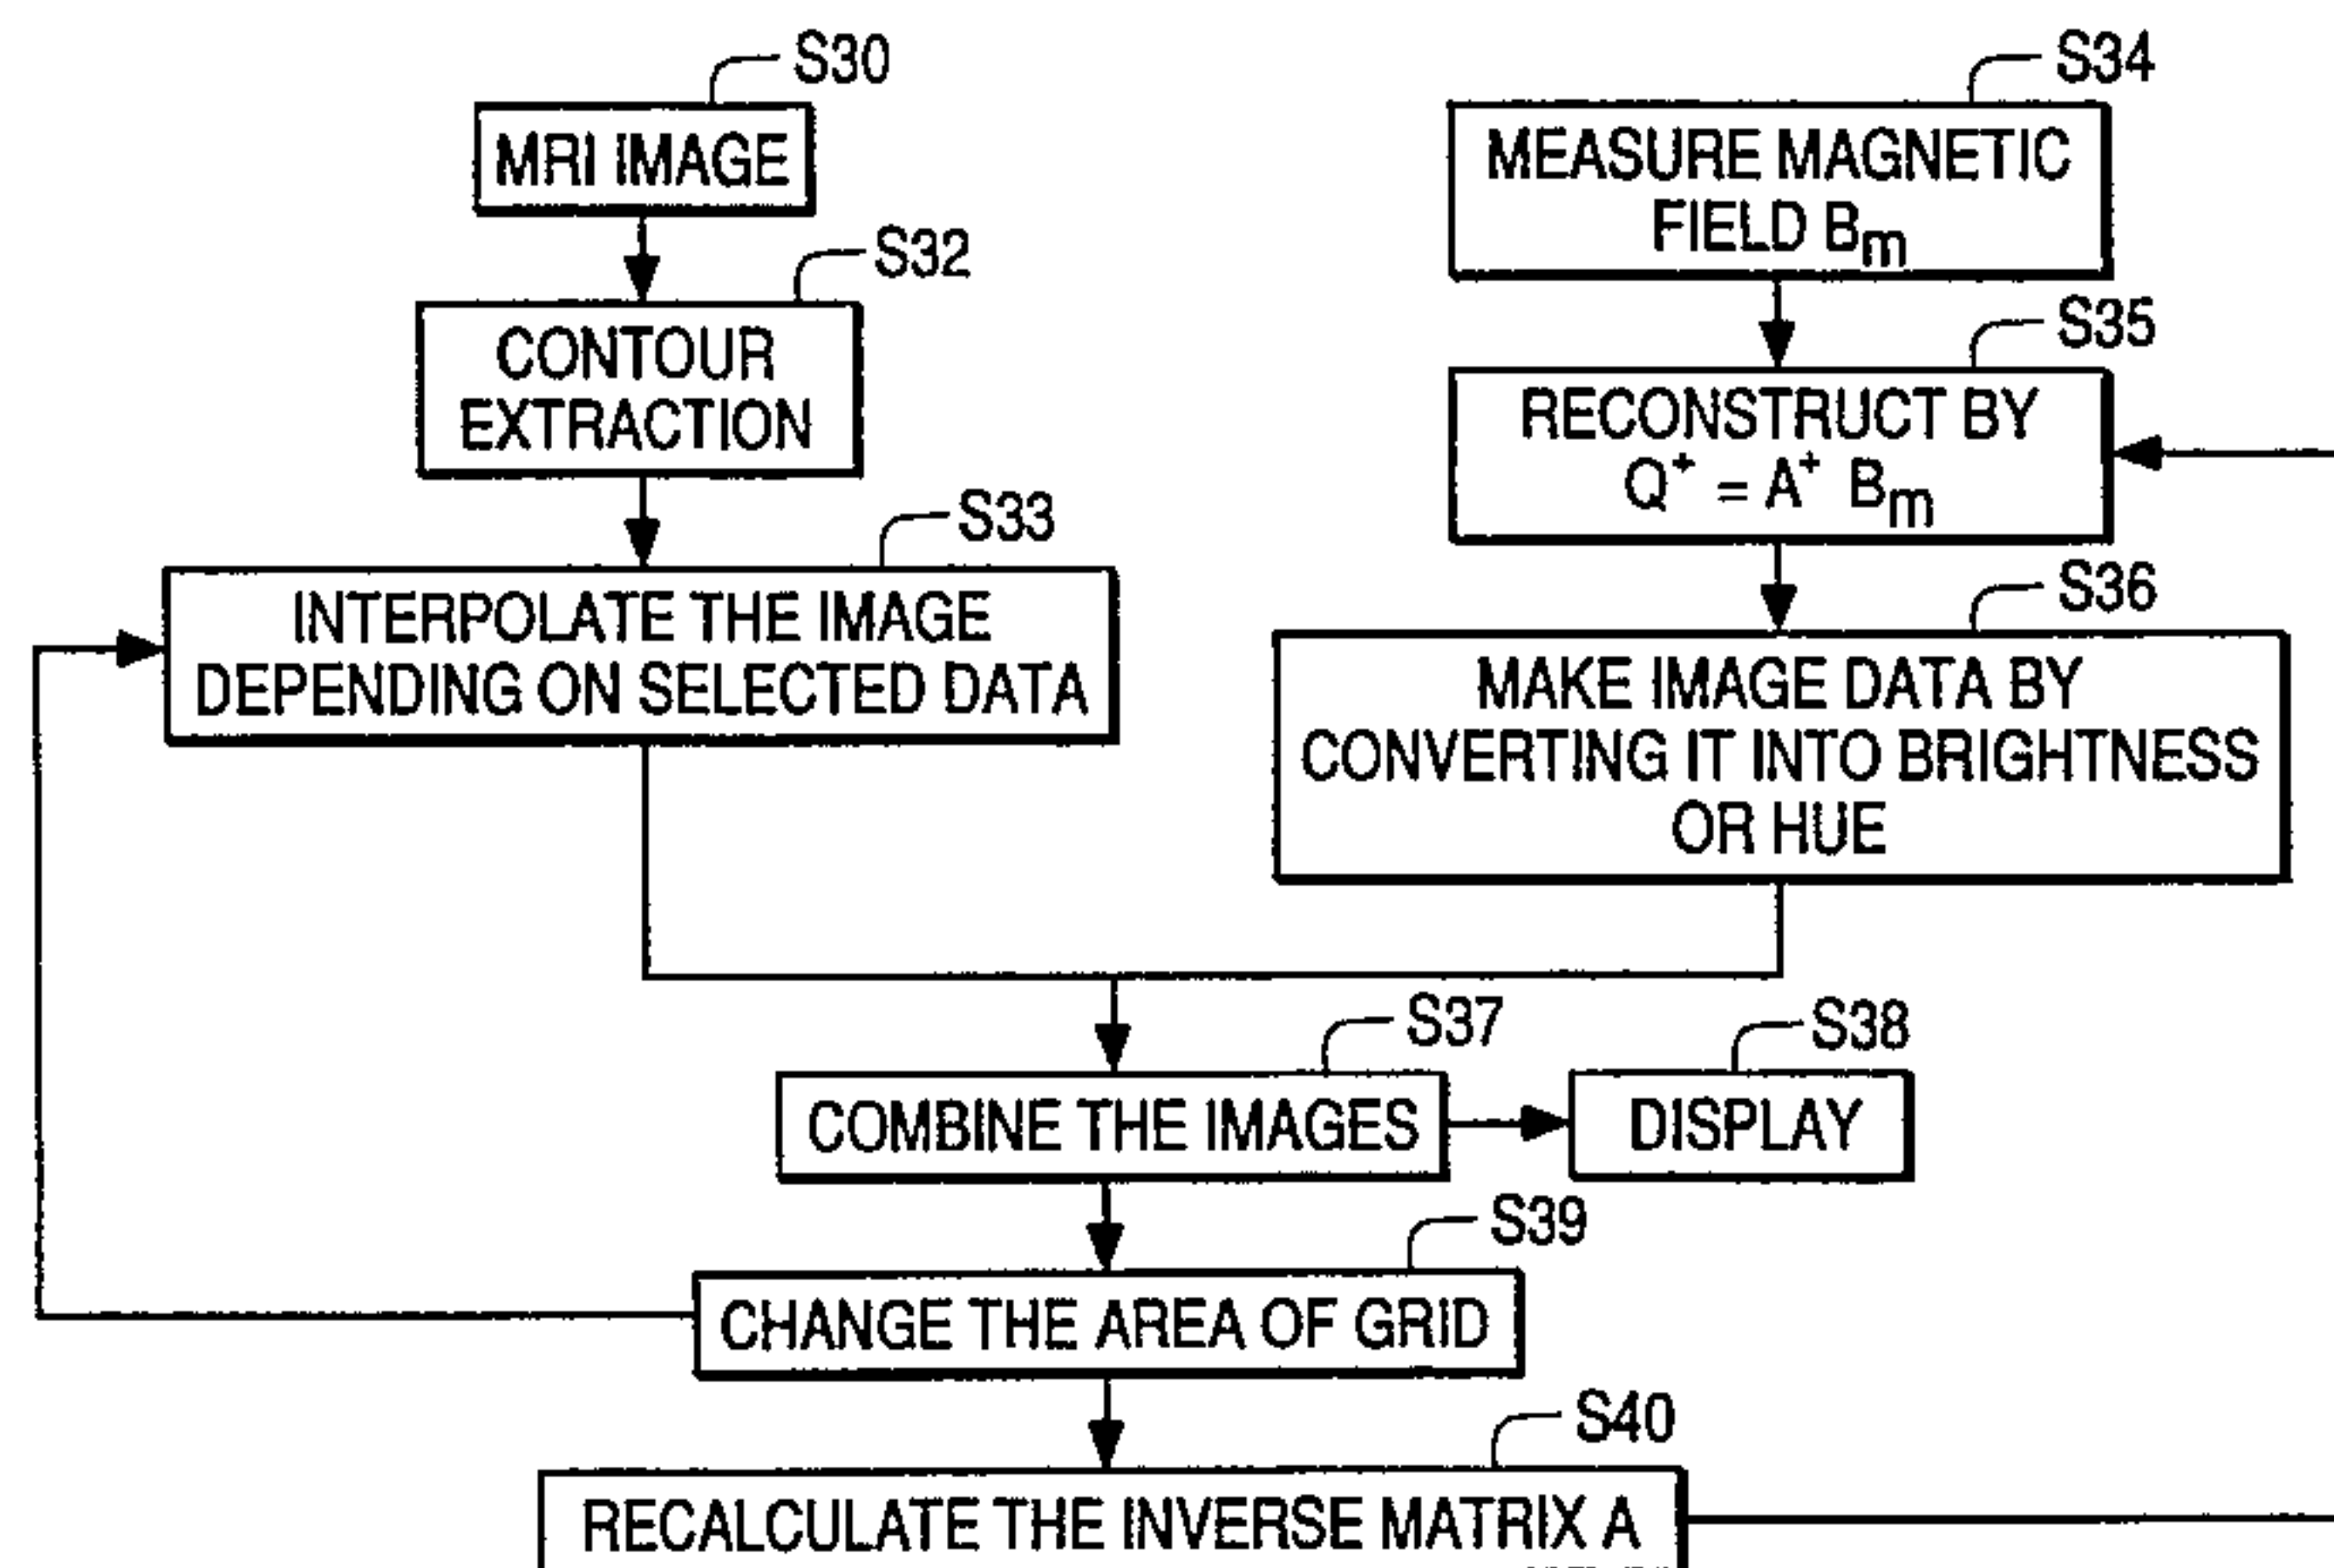 S30
MRI IMAGE
S32
CONTOUR
EXTRACTION
S33
INTERPOLATE THE IMAGE
DEPENDING ON SELECTED DATA
S34
MEASURE MAGNETIC
FIELD Bm
S35
RECONSTRUCT BY
Q+ = A+ Bm
S36
MAKE IMAGE DATA BY
CONVERTING IT INTO BRIGHTNESS
OR HUE
S37
COMBINE THE IMAGES
S38
DISPLAY
S39
CHANGE THE AREA OF GRID
S40
RECALCULATE THE INVERSE MATRIX A